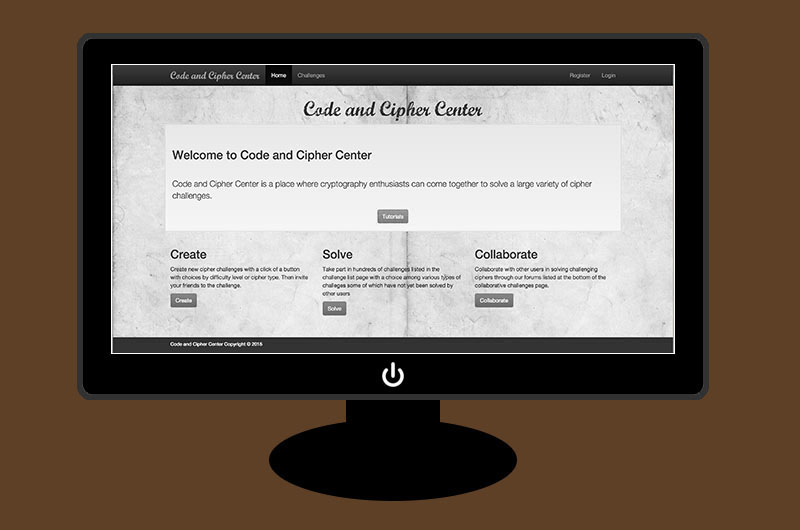 Code and Cipher Center Home Challenges Register Login
Code and Cipher Center
Welcome to Code and Cipher Center
Code and Cipher Center is a place where cryptography enthusiasts can come together to solve a large variety of cipher
challenges.
Tutorials
Create
Create new cipher challenges with a click of a button
with choices by difficulty level or cipher type. Then invite
your friends to the challenge.
Create
Solve
Take part in hundreds of challenges listed in the
challenge list page with a choice among various types of
challeges some of which have not yet been solved by
other users.
Solve
Collaborate
Collaborate with other users in solving challenging
ciphers through our forums listed at the bottom of the
collaborative challenges page.
Collaborate
Code and Cipher Center Copyright © 2015